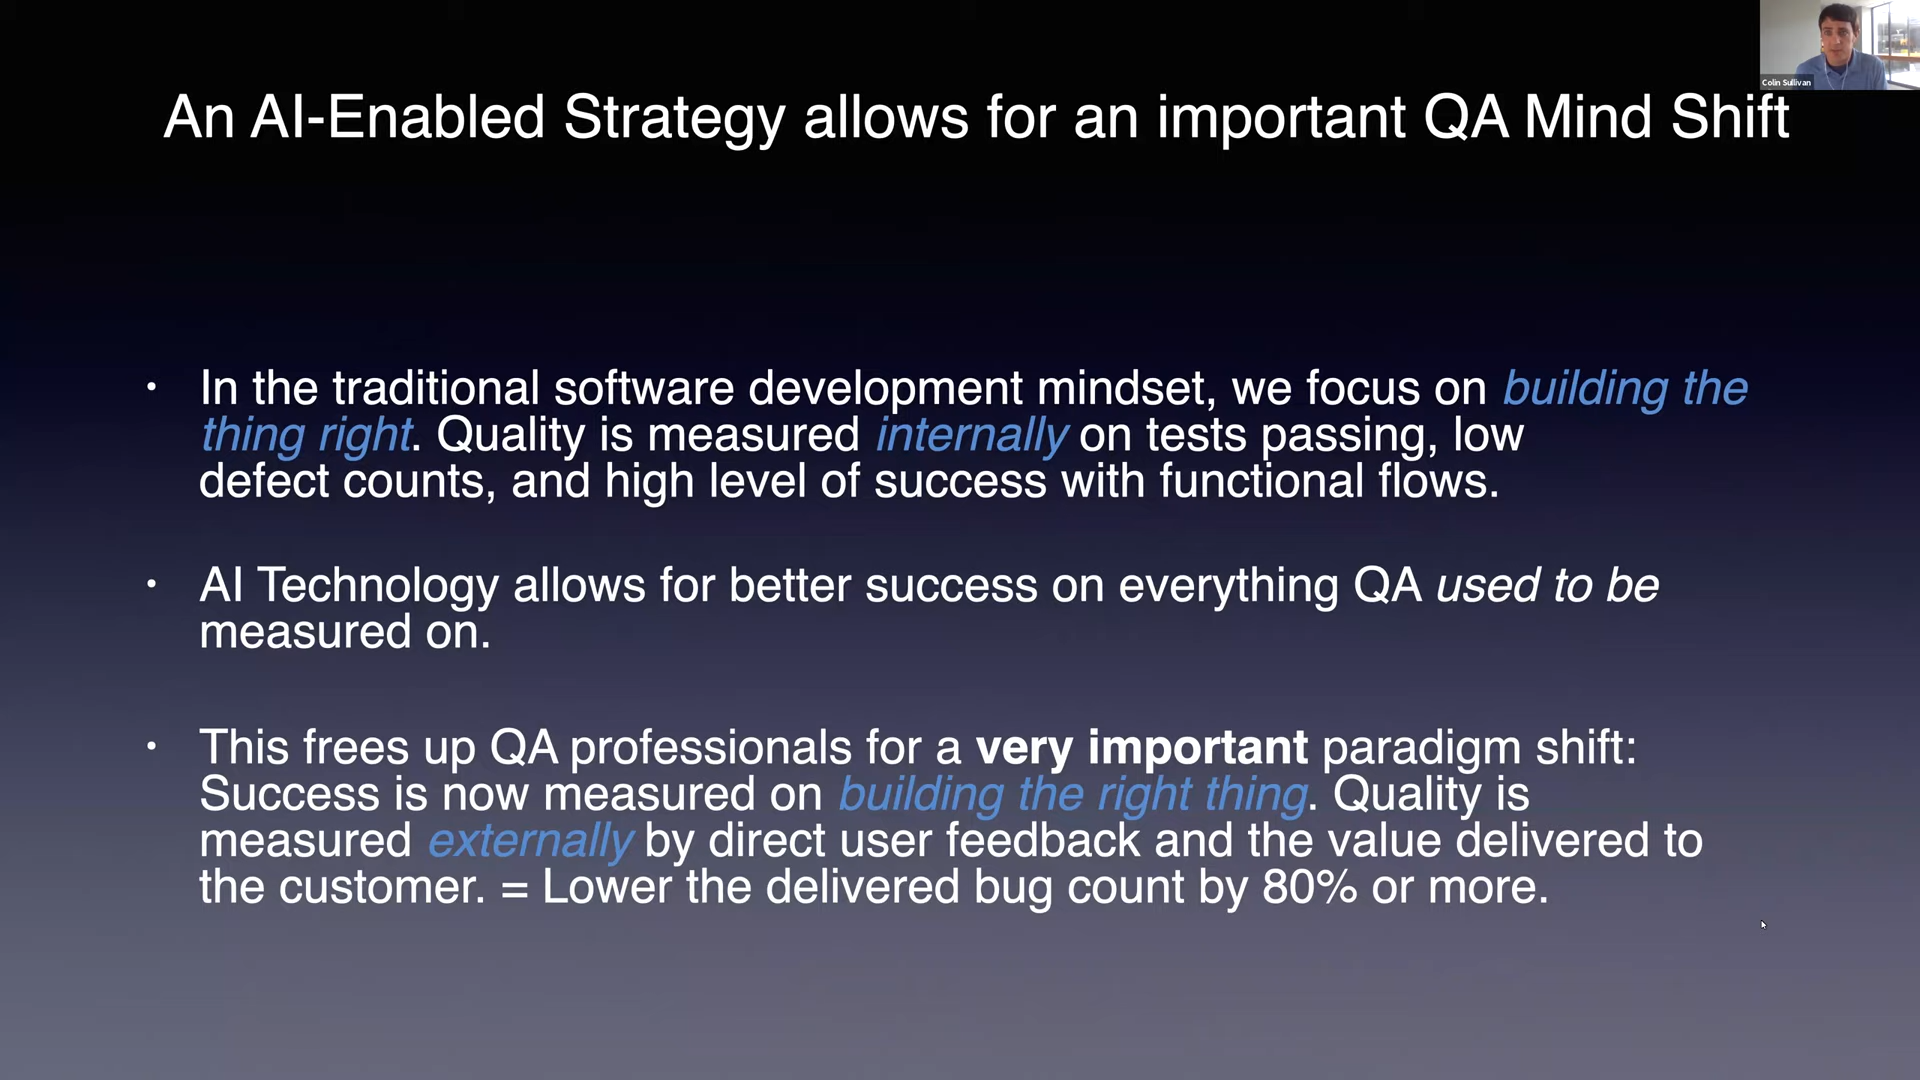 Colin Sullivan
An AI-Enabled Strategy allows for an important QA Mind Shift
• In the traditional software development mindset, we focus on building the
thing right. Quality is measured internally on tests passing, low
defect counts, and high level of success with functional flows.
• AI Technology allows for better success on everything QA used to be
measured on.
• This frees up QA professionals for a very important paradigm shift:
Success is now measured on building the right thing. Quality is
measured externally by direct user feedback and the value delivered to
the customer. = Lower the delivered bug count by 80% or more.